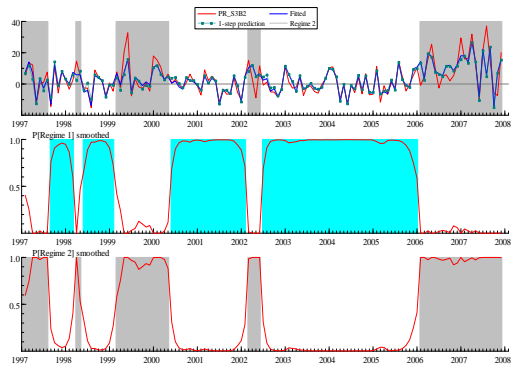 PR_S3B2 Fitted
1-step prediction Regime 2
40
20
0
1997 1998 1999 2000 2001 2002 2003 2004 2005 2006 2007 2008
P[Regime 1] smoothed
1.0
0.5
1997 1998 1999 2000 2001 2002 2003 2004 2005 2006 2007 2008
P[Regime 2] smoothed
1.0
0.5
1997 1998 1999 2000 2001 2002 2003 2004 2005 2006 2007 2008